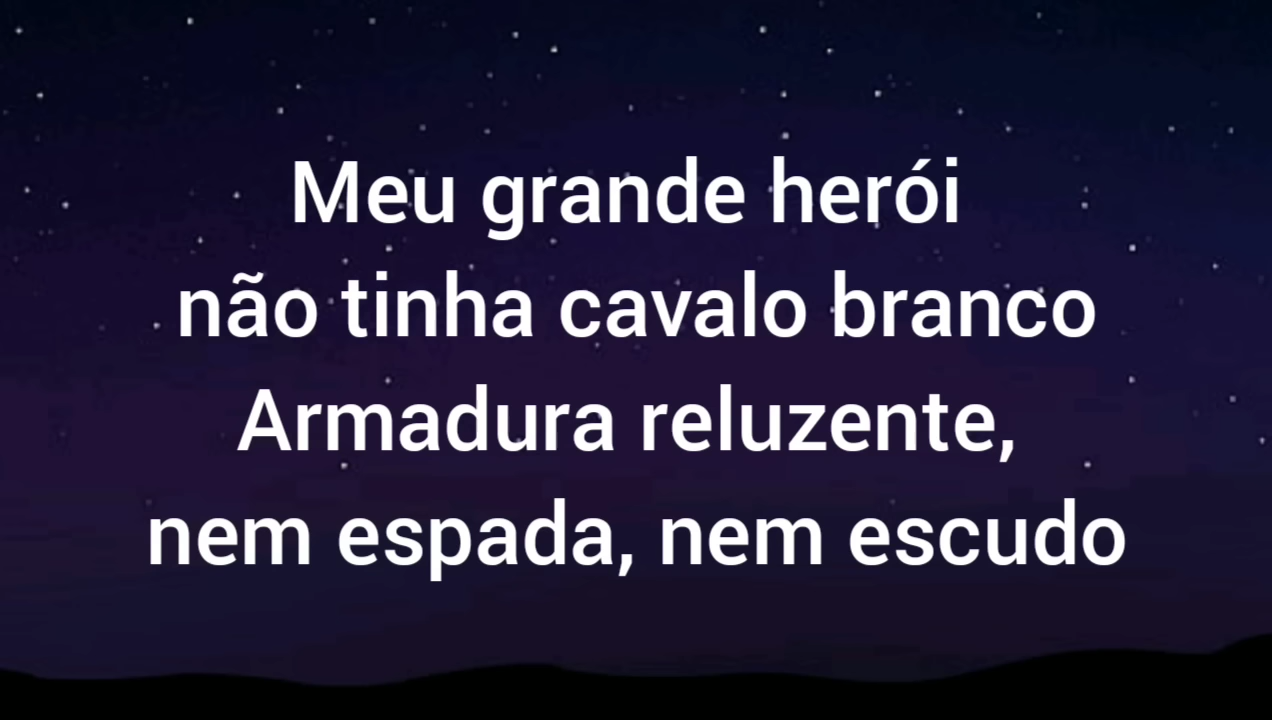 Meu grande herói
não tinha cavalo branco
Armadura reluzente,
nem espada, nem escudo